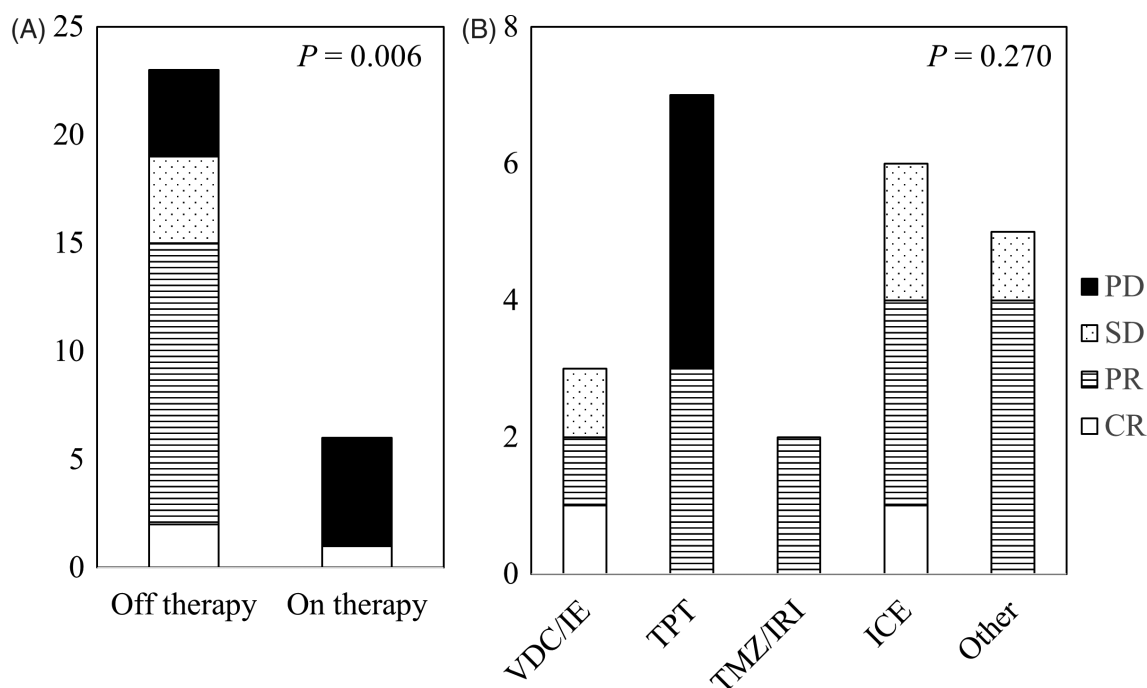 (A)
25
20
15
10
5
0
P = 0.006
Off therapy On therapy
(B)
8
6
4
2
0
P = 0.270
VDC/IE TPT TMZ/IRI ICE Other
PD
SD
PR
CR